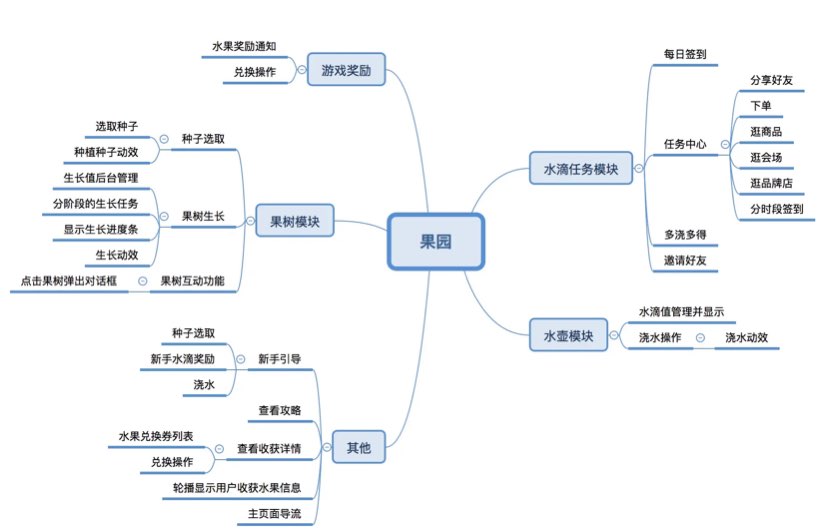 果园
游戏奖励
水果奖励通知
兑换操作
果树模块
种子选取
选取种子
种植种子动效
果树生长
生长值后台管理
分阶段的生长任务
显示生长进度条
生长动效
果树互动功能
点击果树弹出对话框
其他
新手引导
种子选取
新手水滴奖励
浇水
查看攻略
查看收获详情
水果兑换券列表
兑换操作
轮播显示用户收获水果信息
主页面导流
水滴任务模块
每日签到
任务中心
分享好友
下单
逛商品
逛会场
逛品牌店
分时段签到
多浇多得
邀请好友
水壶模块
水滴值管理并显示
浇水操作
浇水动效